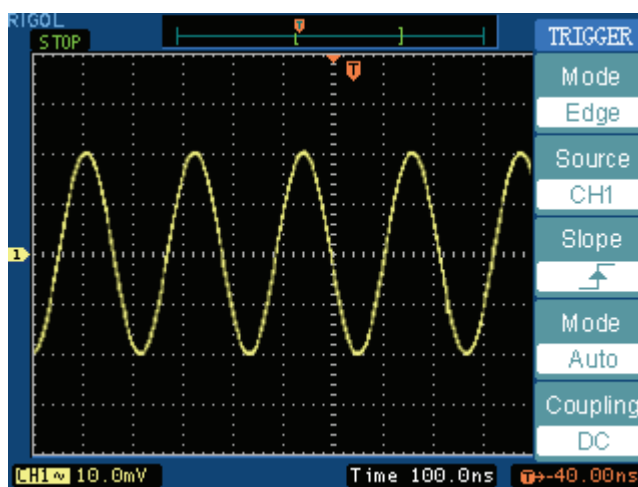 RIGOL
STOP
T
TRIGGER
T
Mode
Edge
Source
CH1
1
Slope
Mode
Auto
Coupling
DC
CH1~ 10.0mV
Time 100.0ns
T→-40.00ns